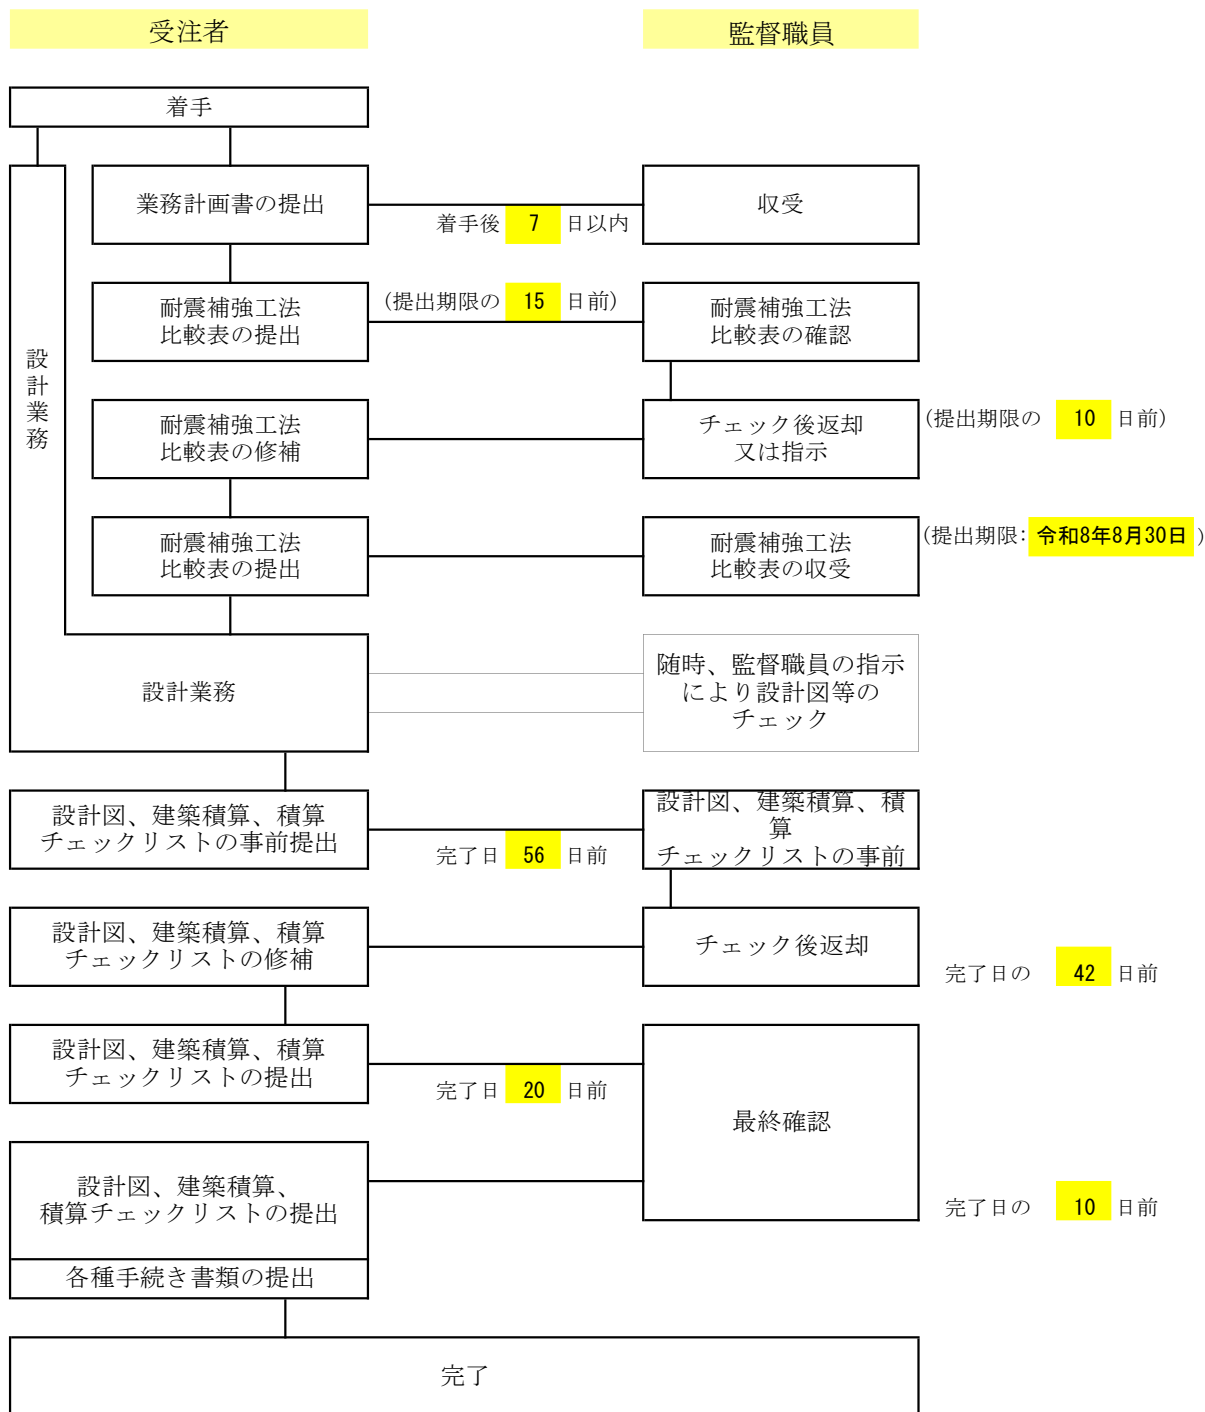 受注者
監督職員
着手
業務計画書の提出
収受
着手後 7 日以内
設計業務
耐震補強工法
比較表の提出
(提出期限の 15 日前)
耐震補強工法
比較表の確認
耐震補強工法
比較表の修補
チェック後返却
又は指示
(提出期限の 10 日前)
耐震補強工法
比較表の提出
耐震補強工法
比較表の収受
(提出期限: 令和8年8月30日 )
設計業務
随時、監督職員の指示
により設計図等の
チェック
設計図、建築積算、積算
チェックリストの事前提出
完了日 56 日前
設計図、建築積算、積
算
チェックリストの事前
設計図、建築積算、積算
チェックリストの修補
チェック後返却
完了日の 42 日前
設計図、建築積算、積算
チェックリストの提出
完了日 20 日前
最終確認
設計図、建築積算、
積算チェックリストの提出
完了日の 10 日前
各種手続き書類の提出
完了